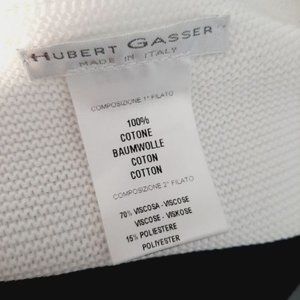 HUBERT GASSER
MADE IN ITALY
COMPOSIZIONE 1° FILATO
100%
COTONE
BAUMWOLLE
COTON
COTTON
COMPOSIZIONE 2° FILATO
70% VISCOSA - VISCOSE
VISCOSE - VISKOSE
15% POLIESTERE
POLYESTER